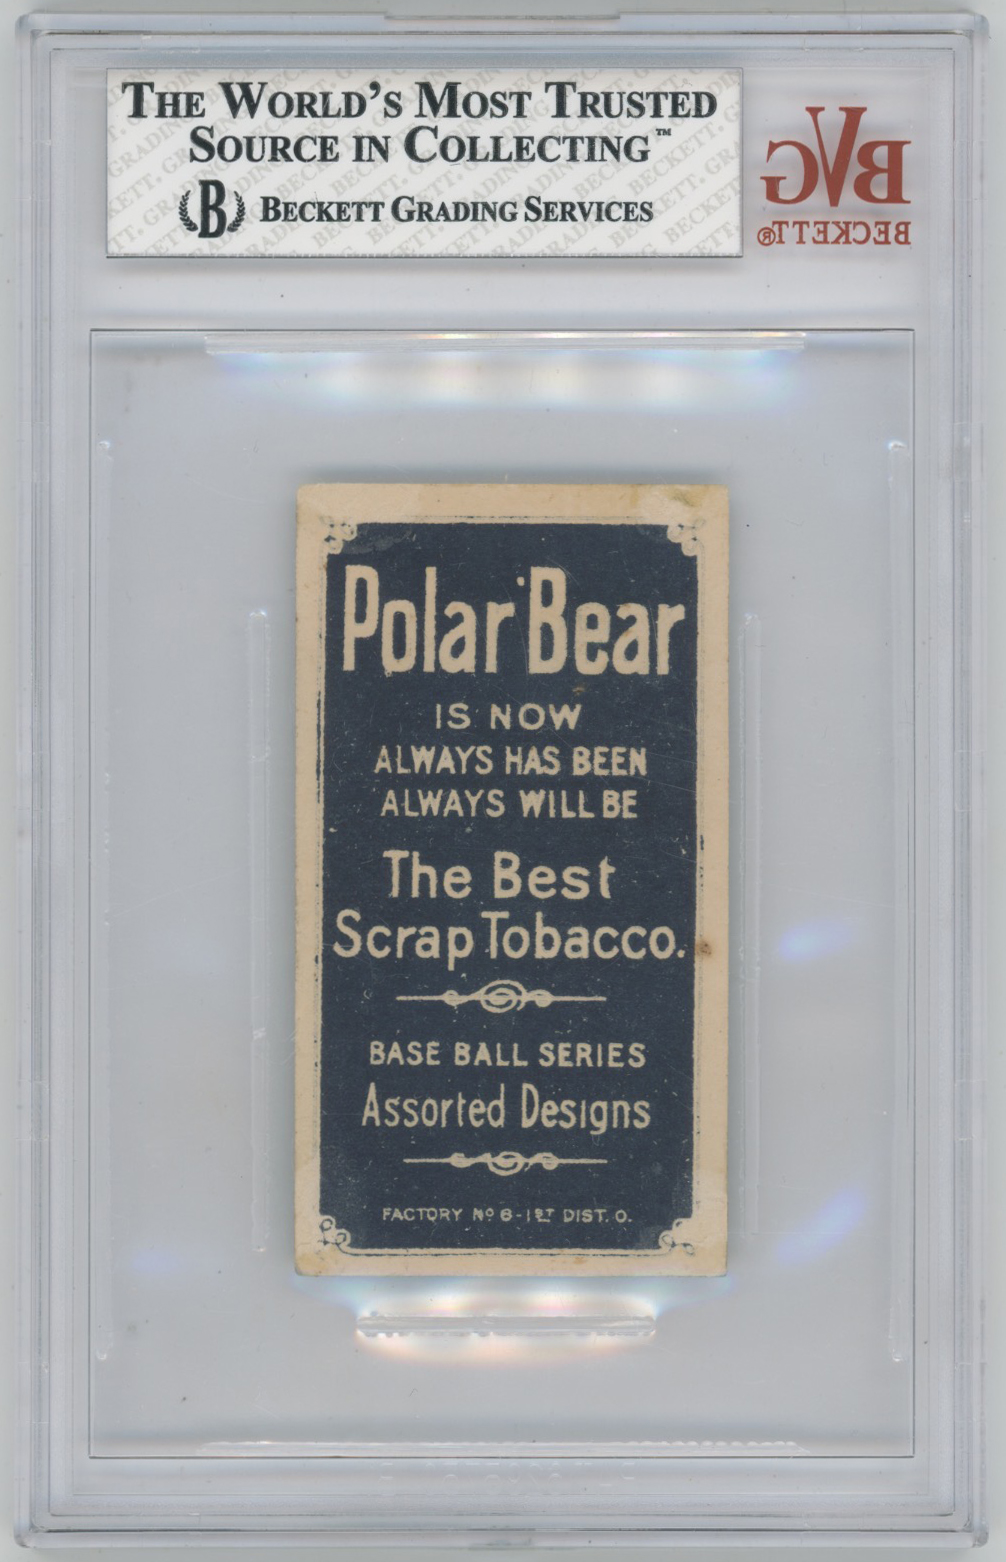 THE WORLD'S MOST TRUSTED
SOURCE IN COLLECTING™
B BECKETT GRADING SERVICES
BVG
BECKETT®
Polar Bear
IS NOW
ALWAYS HAS BEEN
ALWAYS WILL BE
The Best
Scrap Tobacco.
BASE BALL SERIES
Assorted Designs
FACTORY Nº 6-1ST DIST. O.